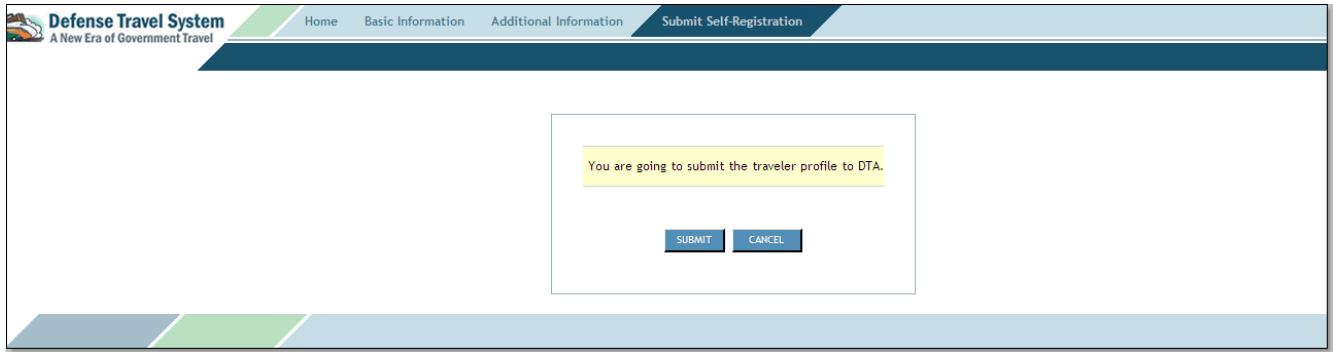 Defense Travel System
A New Era of Government Travel
Home Basic Information Additional Information Submit Self-Registration
You are going to submit the traveler profile to DTA.
SUBMIT CANCEL